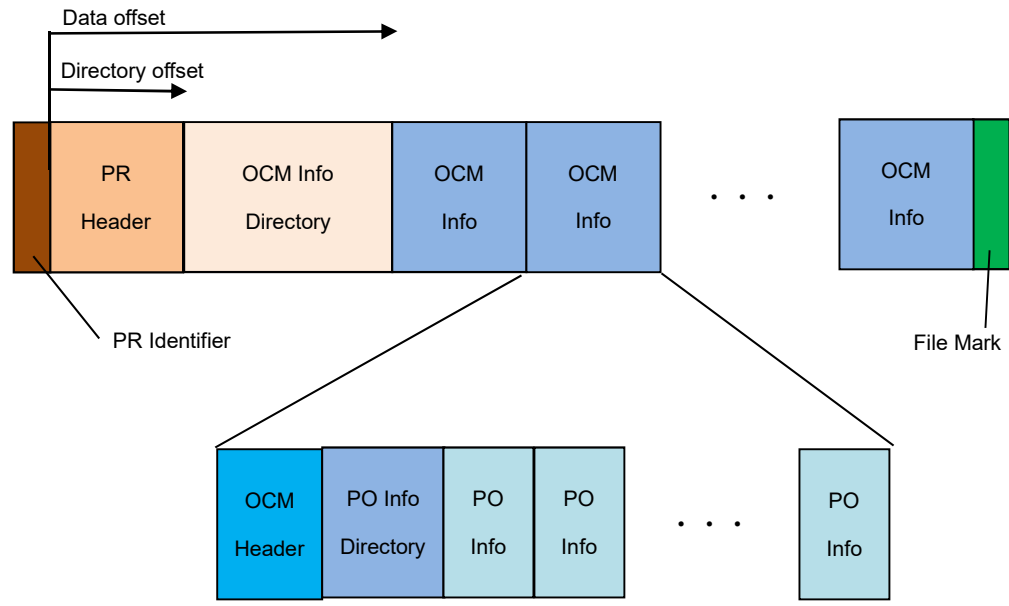 Data offset
Directory offset
PR
Header
OCM Info
Directory
OCM
Info
OCM
Info
. . .
OCM
Info
PR Identifier
File Mark
OCM
Header
PO Info
Directory
PO
Info
PO
Info
. . .
PO
Info